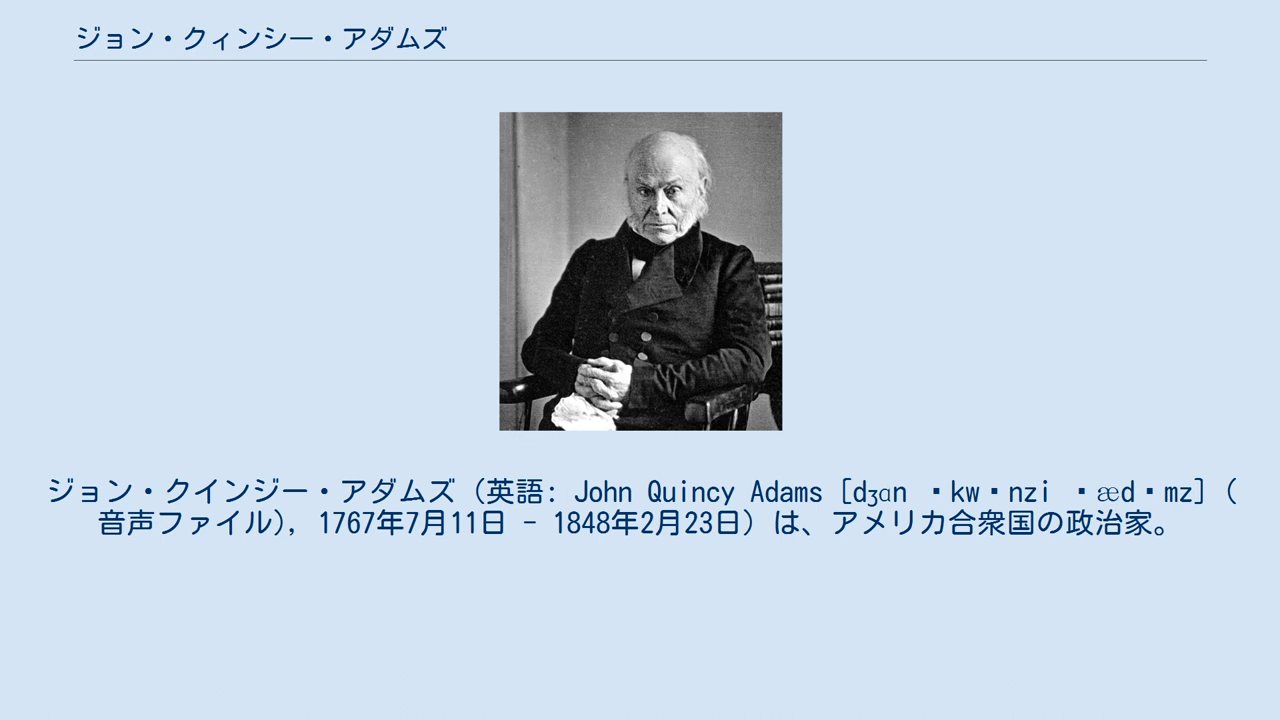 ジョン・クィンシー・アダムズ
ジョン・クインジー・アダムズ（英語: John Quincy Adams [dʒɑn ・kw・nzi ・æd・mz]（
音声ファイル), 1767年7月11日 - 1848年2月23日）は、アメリカ合衆国の政治家。